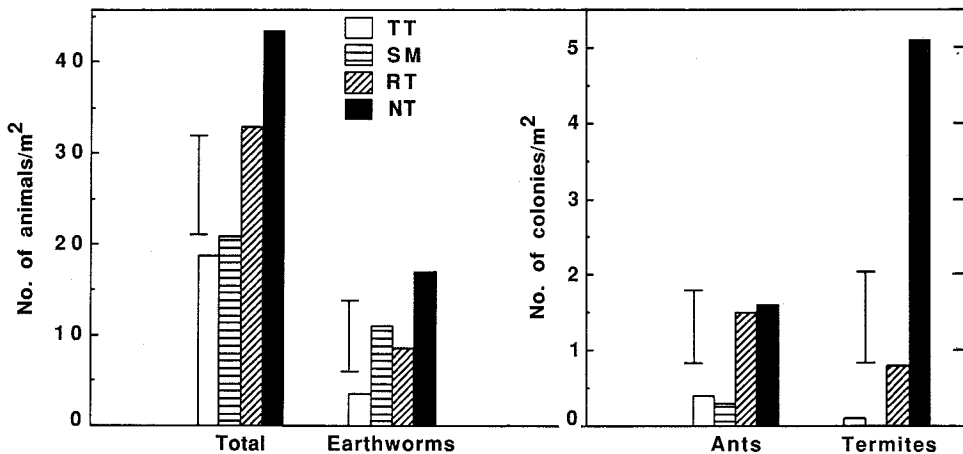 No. of animals/m2
40
30
20
10
0
TT
SM
RT
NT
Total
Earthworms
No. of colonies/m2
5
4
3
2
1
0
Ants
Termites